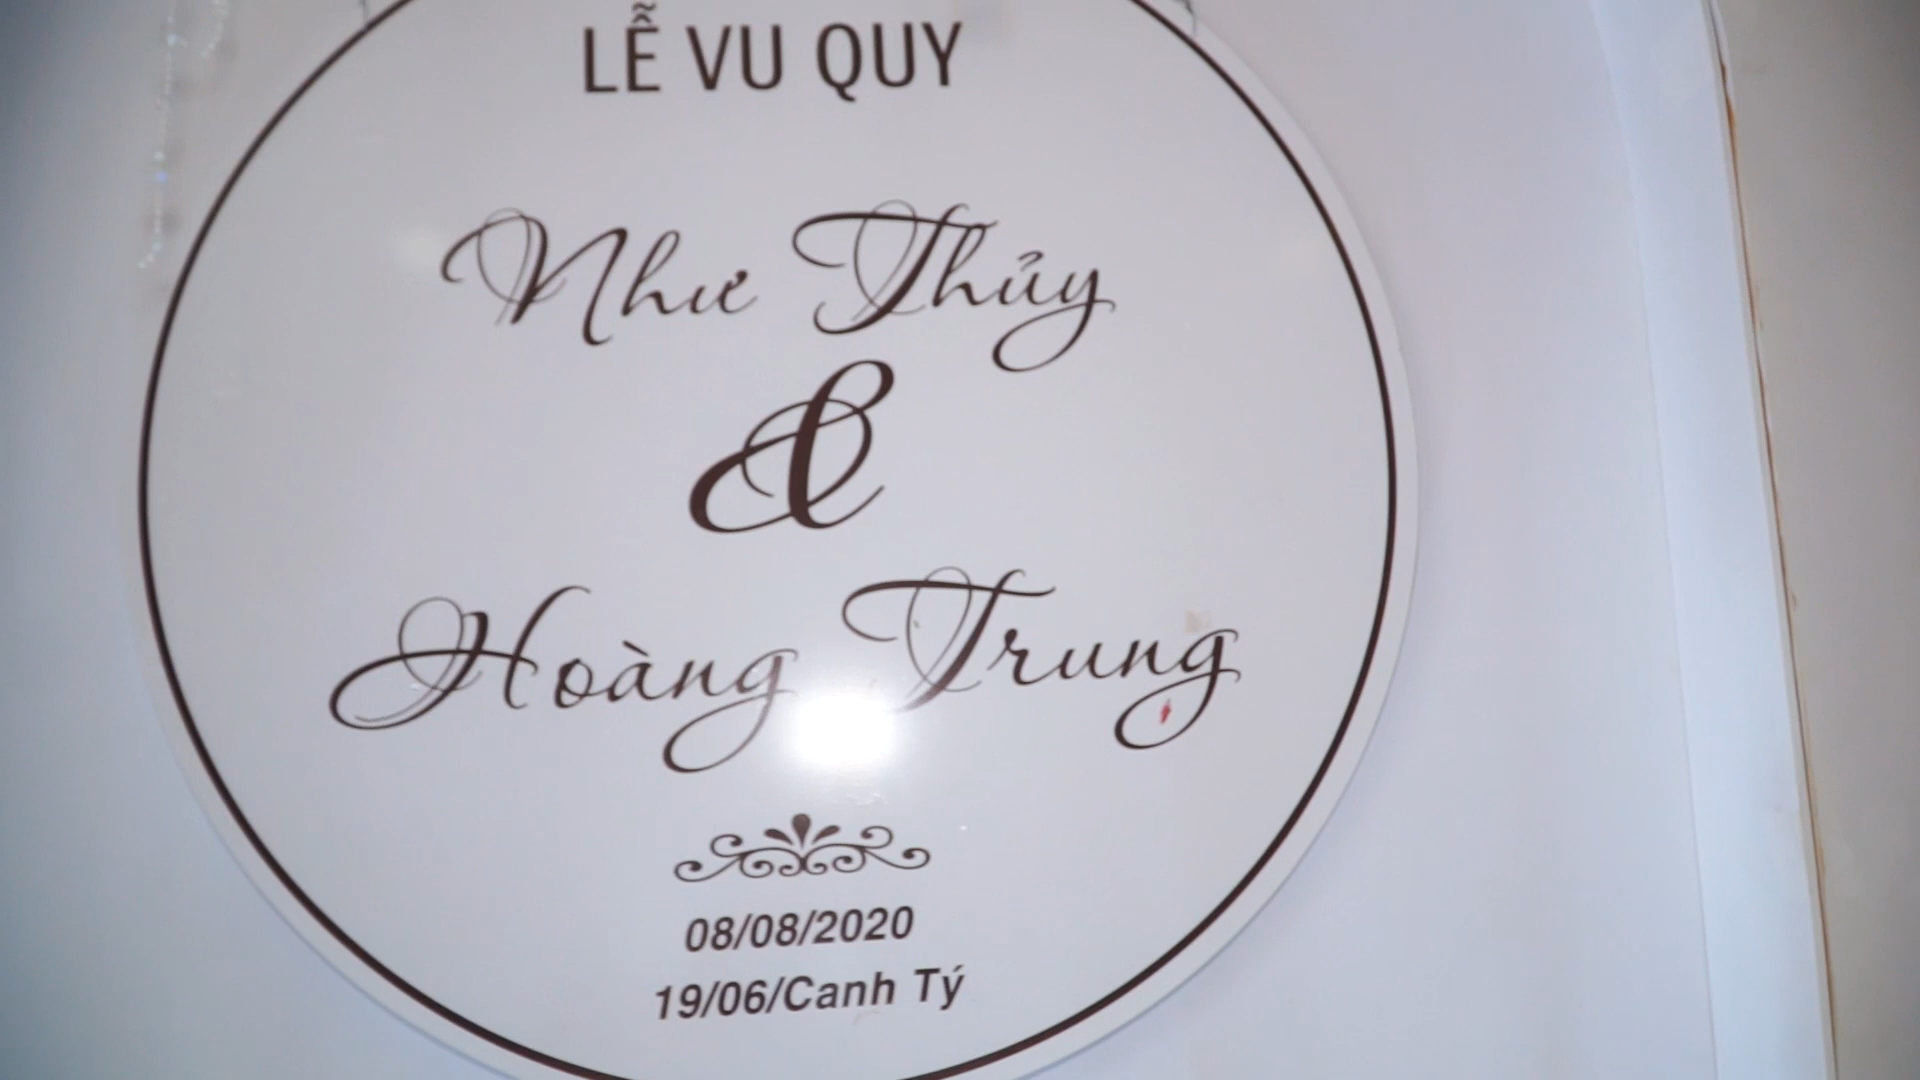 LỄ VU QUY
Như Thủy
&
Hoàng Trung
08/08/2020
19/06/Canh Tý